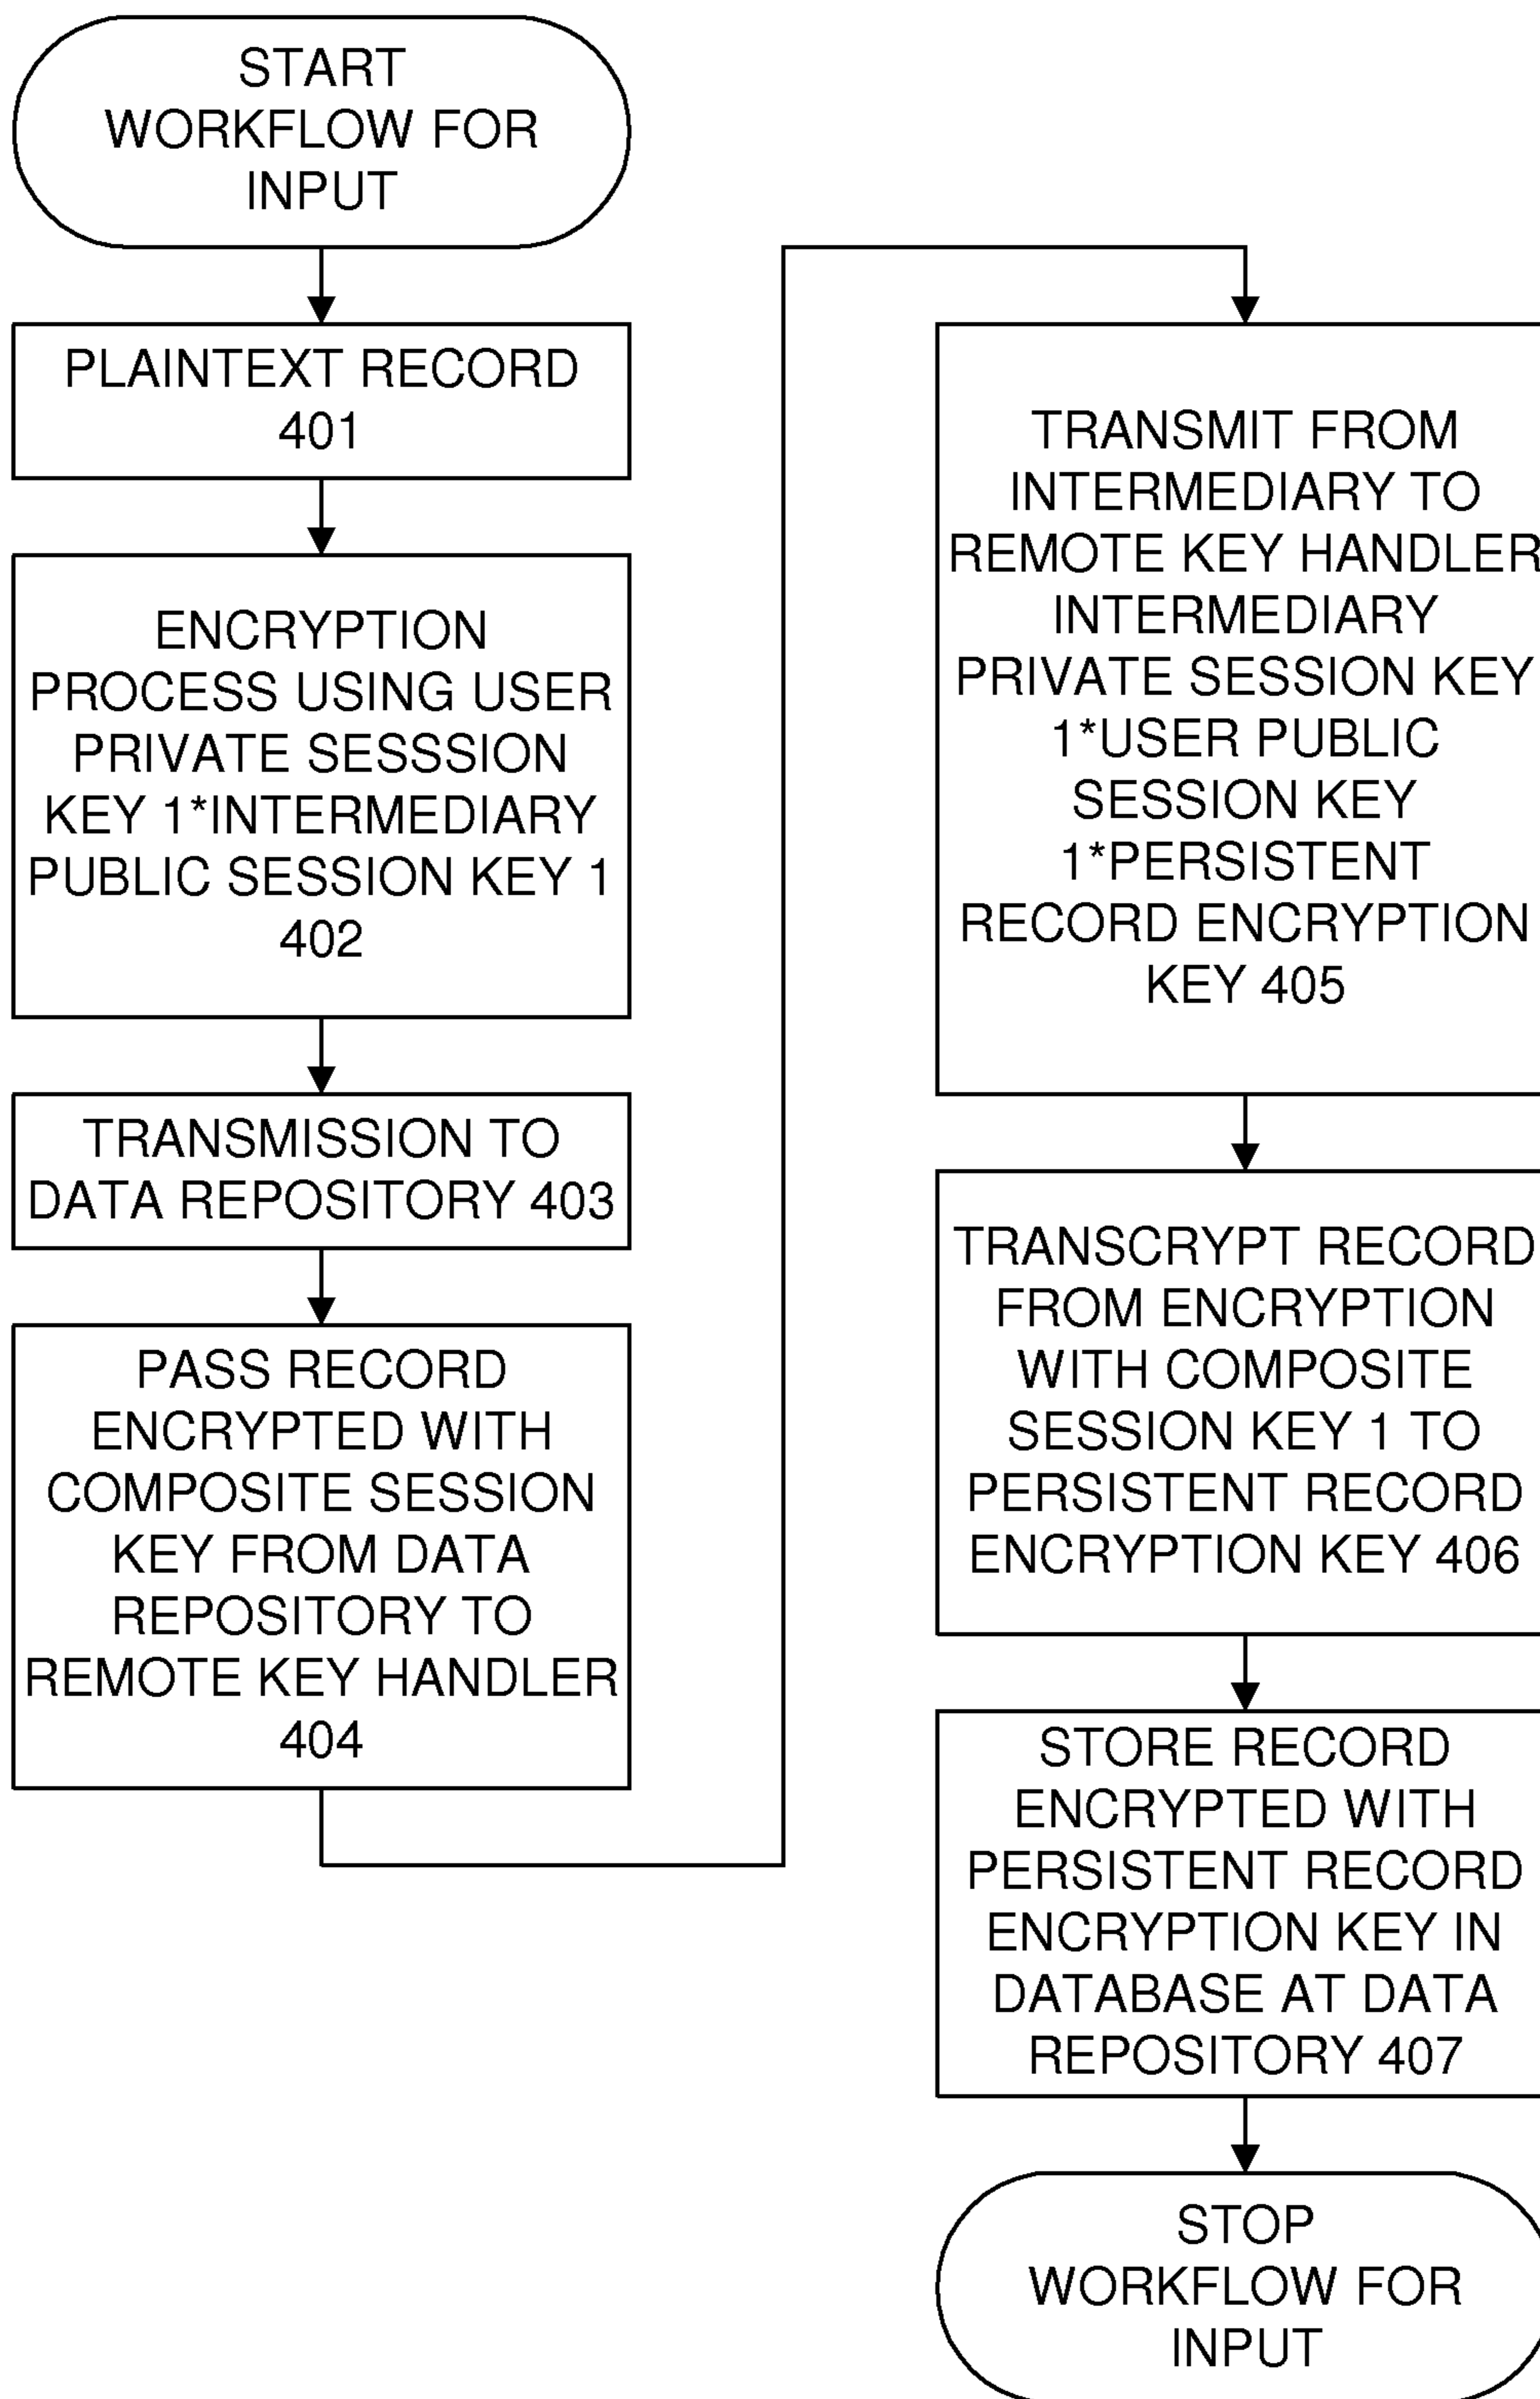 START
WORKFLOW FOR
INPUT
PLAINTEXT RECORD
401
ENCRYPTION
PROCESS USING USER
PRIVATE SESSSION
KEY 1*INTERMEDIARY
PUBLIC SESSION KEY 1
402
TRANSMISSION TO
DATA REPOSITORY 403
PASS RECORD
ENCRYPTED WITH
COMPOSITE SESSION
KEY FROM DATA
REPOSITORY TO
REMOTE KEY HANDLER
404
TRANSMIT FROM
INTERMEDIARY TO
REMOTE KEY HANDLER
INTERMEDIARY
PRIVATE SESSION KEY
1*USER PUBLIC
SESSION KEY
1*PERSISTENT
RECORD ENCRYPTION
KEY 405
TRANSCRYPT RECORD
FROM ENCRYPTION
WITH COMPOSITE
SESSION KEY 1 TO
PERSISTENT RECORD
ENCRYPTION KEY 406
STORE RECORD
ENCRYPTED WITH
PERSISTENT RECORD
ENCRYPTION KEY IN
DATABASE AT DATA
REPOSITORY 407
STOP
WORKFLOW FOR
INPUT